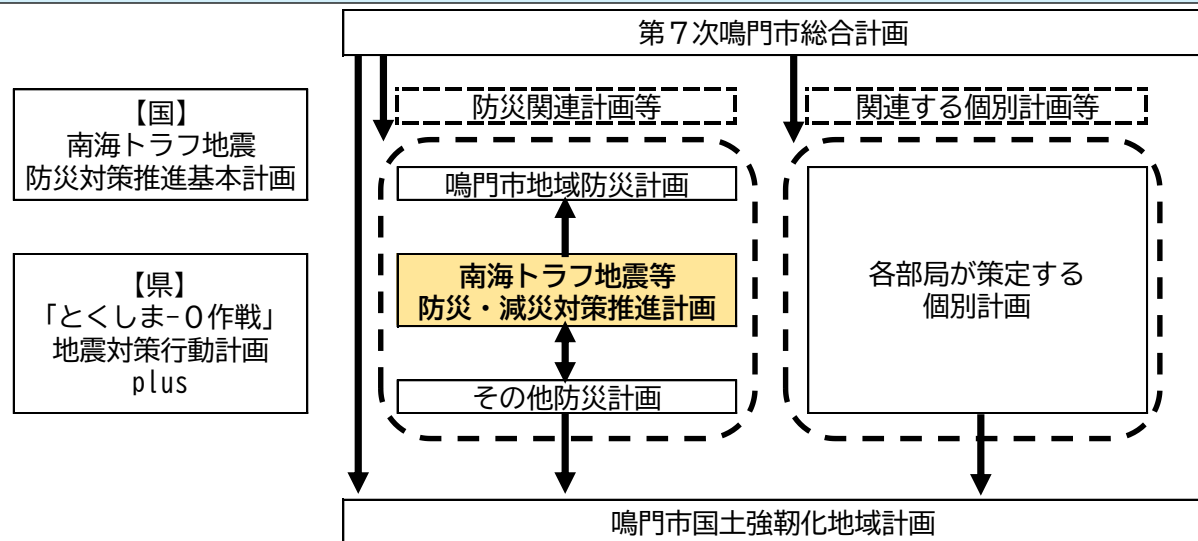 第７次鳴門市総合計画
【国】
南海トラフ地震
防災対策推進基本計画
【県】
「とくしま−０作戦」
地震対策行動計画
plus
防災関連計画等
鳴門市地域防災計画
南海トラフ地震等
防災・減災対策推進計画
その他防災計画
関連する個別計画等
各部局が策定する
個別計画
鳴門市国土強靭化地域計画